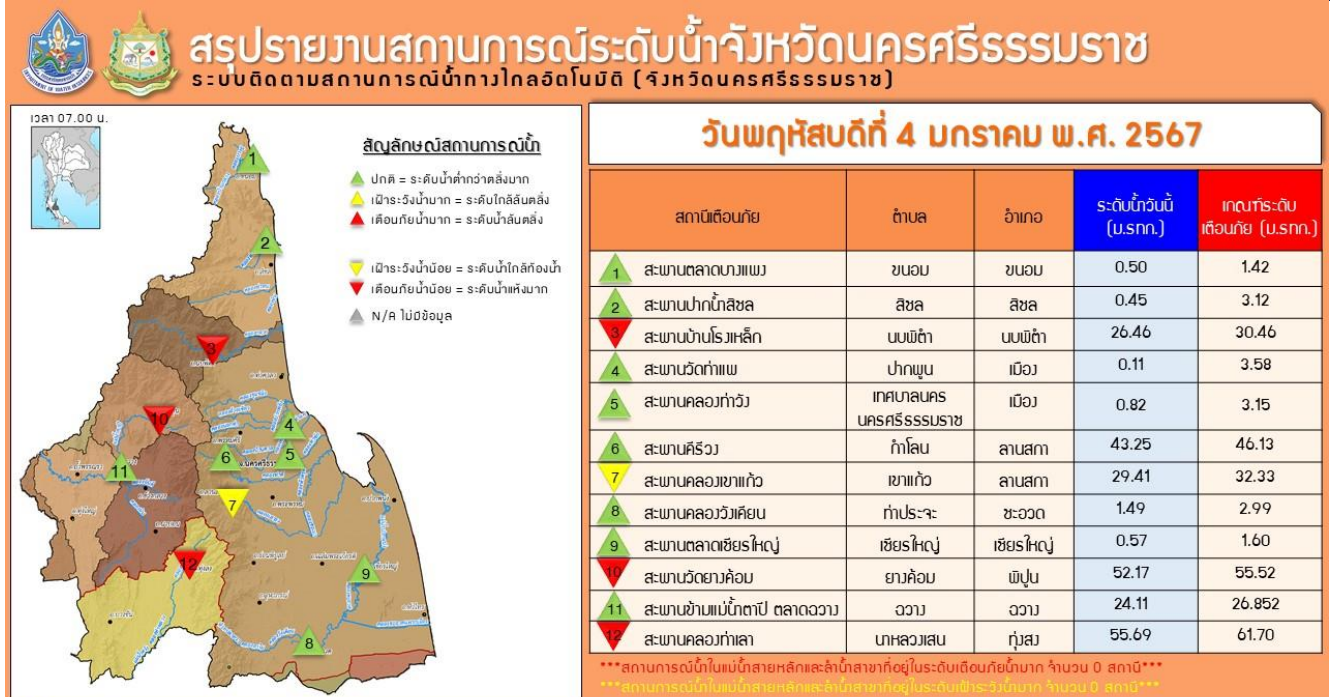 สรุปรายงานสถานการณ์ระดับน้ำจังหวัดนครศรีธรรมราช
ระบบติดตามสถานการณ์น้ำทางไกลอัตโนมัติ (จังหวัดนครศรีธรรมราช)
เวลา 07.00 น.
สัญลักษณ์สถานการณ์น้ำ
ปกติ = ระดับน้ำต่ำกว่าตลิ่งมาก
เฝ้าระวังน้ำมาก = ระดับใกล้ล้นตลิ่ง
เตือนภัยน้ำมาก = ระดับน้ำล้นตลิ่ง
เฝ้าระวังน้ำน้อย = ระดับน้ำใกล้ท้องน้ำ
เตือนภัยน้ำน้อย = ระดับน้ำแห้งมาก
N/A ไม่มีข้อมูล
1
2
3
10
4
5
6
11
7
12
9
8
วันพฤหัสบดีที่ 4 มกราคม พ.ศ. 2567
สถานีเตือนภัย ตำบล อำเภอ ระดับน้ำวันนี้ (ม.รทก.) เกณฑ์ระดับเตือนภัย (ม.รทก.)
1 สะพานตลาดบางแพง ขนอม ขนอม 0.50 1.42
2 สะพานปากน้ำสิชล สิชล สิชล 0.45 3.12
3 สะพานบ้านโรงเหล็ก นบพิตำ นบพิตำ 26.46 30.46
4 สะพานวัดท่าแพ ปากพูน เมือง 0.11 3.58
5 สะพานคลองท่าวัง เทศบาลนครนครศรีธรรมราช เมือง 0.82 3.15
6 สะพานคีรีวง กำโลน ลานสกา 43.25 46.13
7 สะพานคลองเขาแก้ว เขาแก้ว ลานสกา 29.41 32.33
8 สะพานคลองวังเคียน ท่าประจะ ชะอวด 1.49 2.99
9 สะพานตลาดเชียรใหญ่ เชียรใหญ่ เชียรใหญ่ 0.57 1.60
10 สะพานวัดยางค้อม ยางค้อม พิปูน 52.17 55.52
11 สะพานข้ามแม่น้ำตาปี ตลาดฉวาง ฉวาง ฉวาง 24.11 26.852
12 สะพานคลองท่าเลา นาหลวงเสน ทุ่งสง 55.69 61.70
***สถานการณ์น้ำในแม่น้ำสายหลักและลำน้ำสาขาที่อยู่ในระดับเตือนภัยน้ำมาก จำนวน 0 สถานี***
***สถานการณ์น้ำในแม่น้ำสายหลักและลำน้ำสาขาที่อยู่ในระดับเฝ้าระวังน้ำมาก จำนวน 0 สถานี***